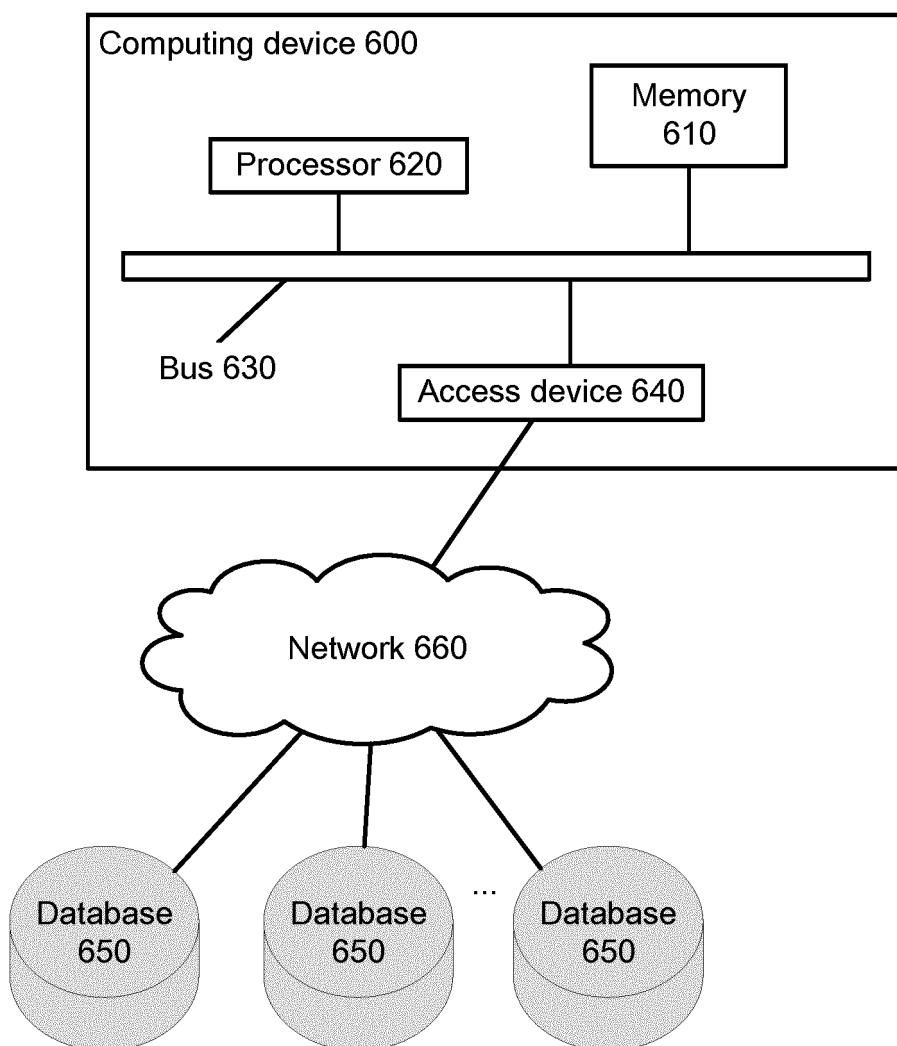 Computing device 600
Memory
610
Processor 620
Bus 630
Access device 640
Network 660
Database
650
Database
650
...
Database
650